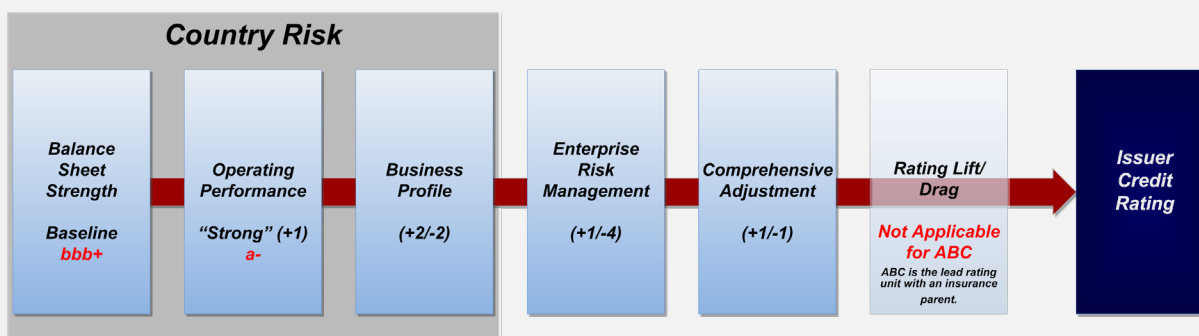 Country Risk
Balance
Sheet
Strength
Baseline
bbb+
Operating
Performance
“Strong” (+1)
a-
Business
Profile
(+2/-2)
Enterprise
Risk
Management
(+1/-4)
Comprehensive
Adjustment
(+1/-1)
Rating Lift/
Drag
Not Applicable
for ABC
ABC is the lead rating
unit with an insurance
parent.
Issuer
Credit
Rating